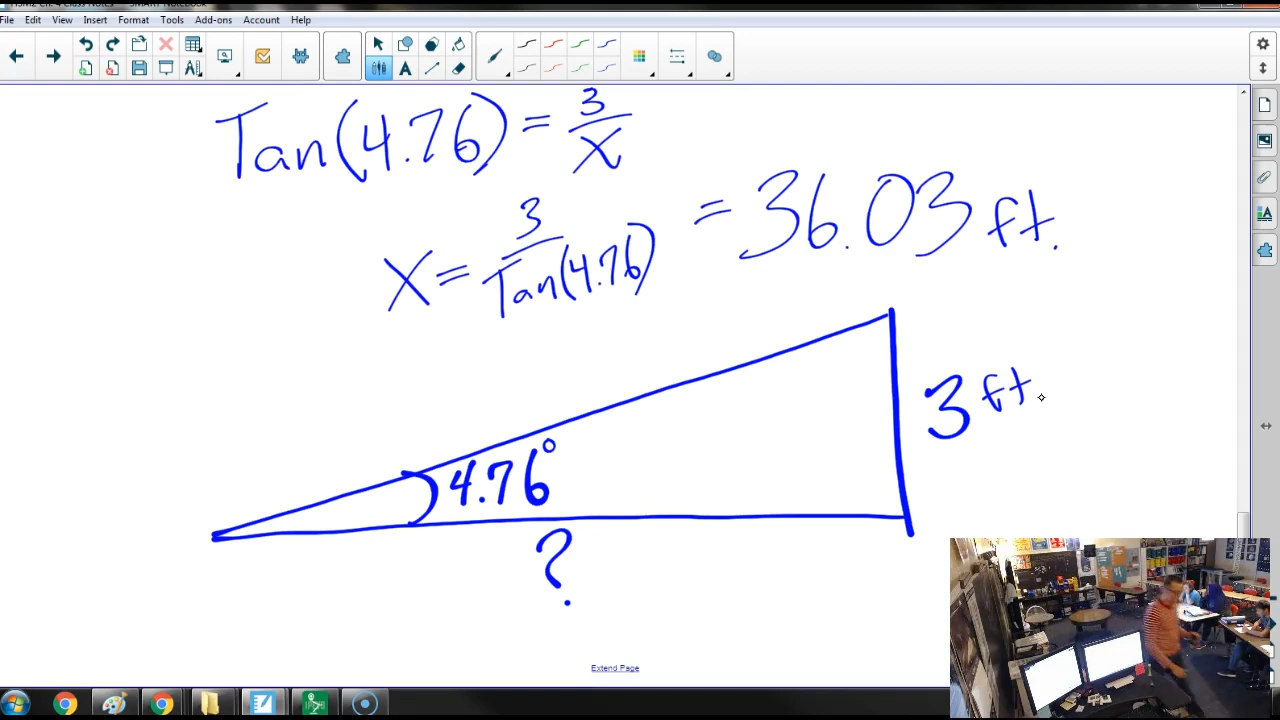 File Edit View Insert Format Tools Add-ons Account Help
Tan(4.76) = 3/X
X = 3/Tan(4.76) = 36.03 ft.
3 ft.
4.76°
?
Extend Page